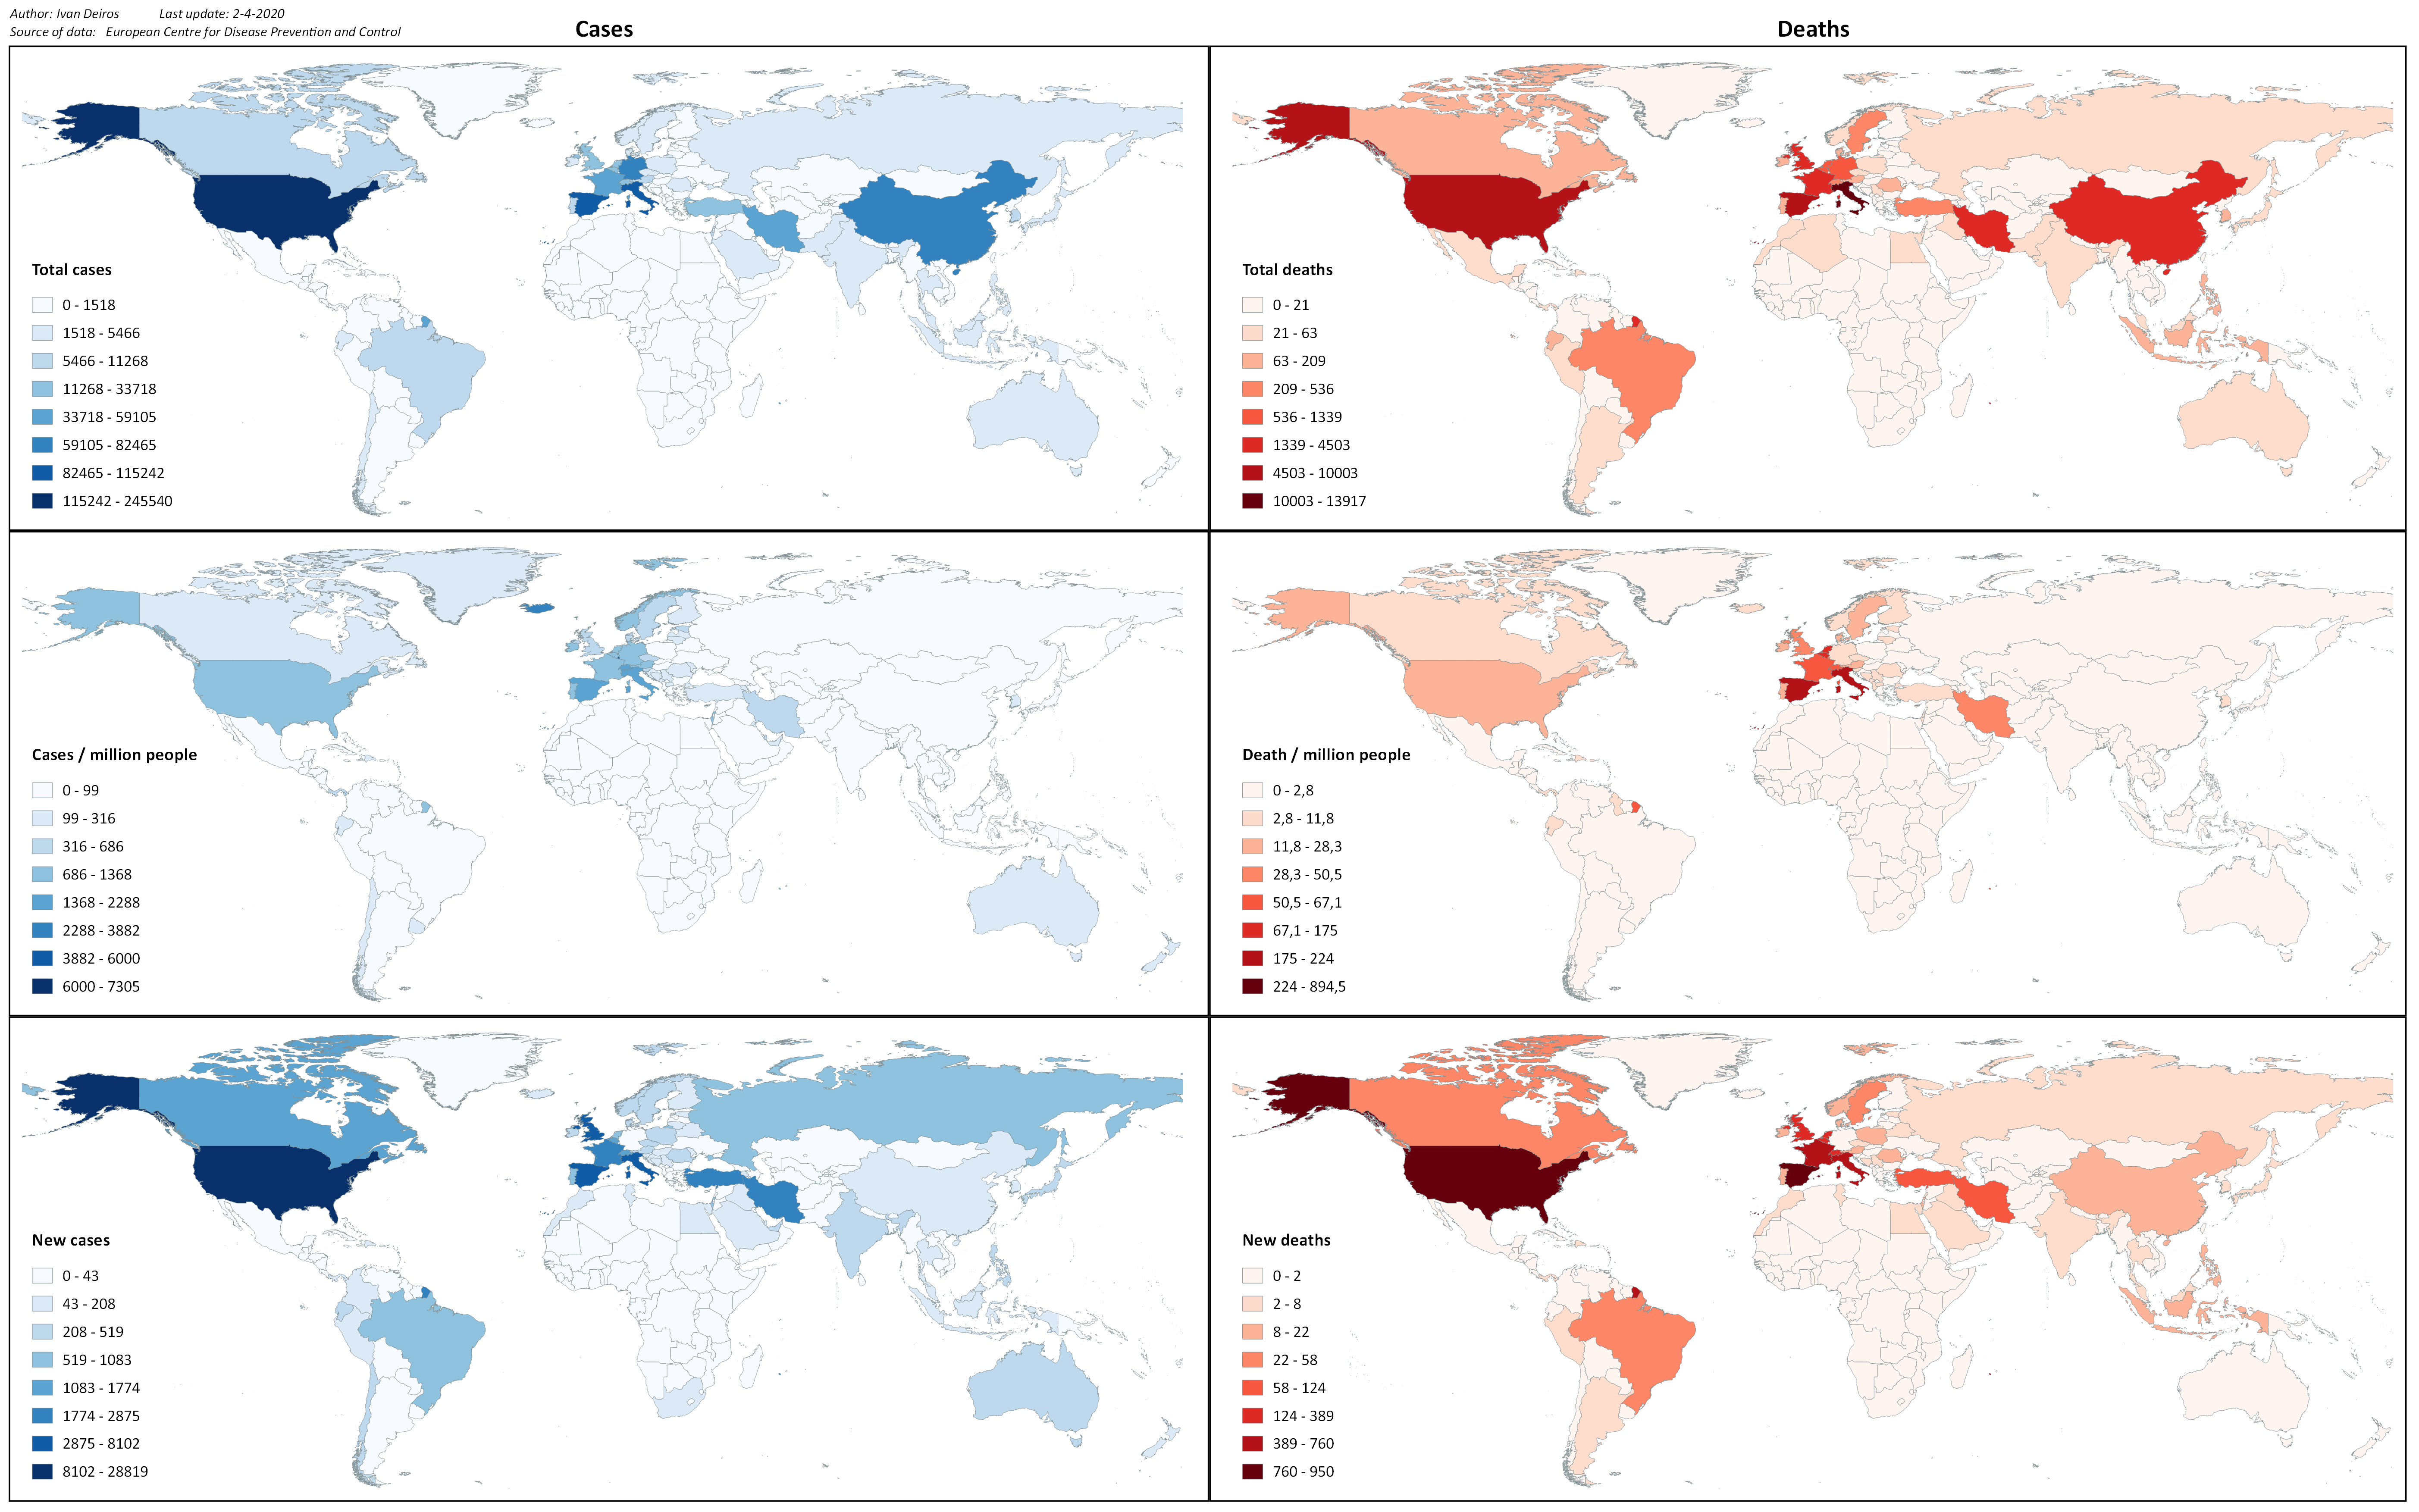 Author: Ivan Deiros Last update: 2-4-2020
Source of data: European Centre for Disease Prevention and Control
Cases
Deaths
Total cases
0 - 1518
1518 - 5466
5466 - 11268
11268 - 33718
33718 - 59105
59105 - 82465
82465 - 115242
115242 - 245540
Total deaths
0 - 21
21 - 63
63 - 209
209 - 536
536 - 1339
1339 - 4503
4503 - 10003
10003 - 13917
Cases / million people
0 - 99
99 - 316
316 - 686
686 - 1368
1368 - 2288
2288 - 3882
3882 - 6000
6000 - 7305
Death / million people
0 - 2,8
2,8 - 11,8
11,8 - 28,3
28,3 - 50,5
50,5 - 67,1
67,1 - 175
175 - 224
224 - 894,5
New cases
0 - 43
43 - 208
208 - 519
519 - 1083
1083 - 1774
1774 - 2875
2875 - 8102
8102 - 28819
New deaths
0 - 2
2 - 8
8 - 22
22 - 58
58 - 124
124 - 389
389 - 760
760 - 950